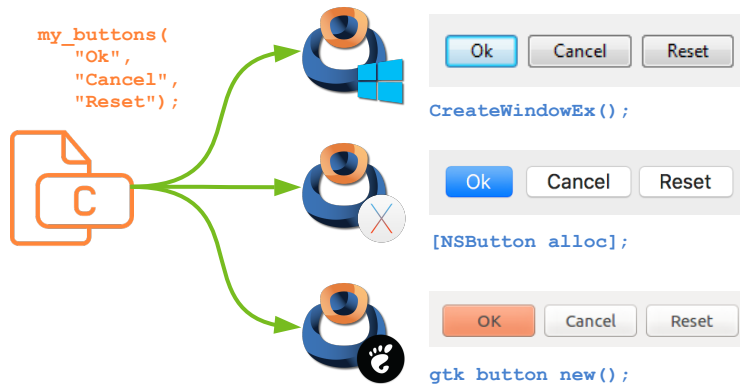 my_buttons(
"Ok",
"Cancel",
"Reset");
C
Ok Cancel Reset
CreateWindowEx();
Ok Cancel Reset
[NSButton alloc];
OK Cancel Reset
gtk button new();